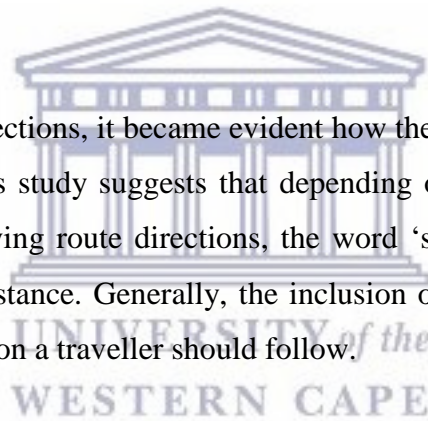 ections, it became evident how the
s study suggests that depending o
ving route directions, the word ‘s
stance. Generally, the inclusion o
UNIVERSITY of the
on a traveller should follow.
WESTERN CAPE